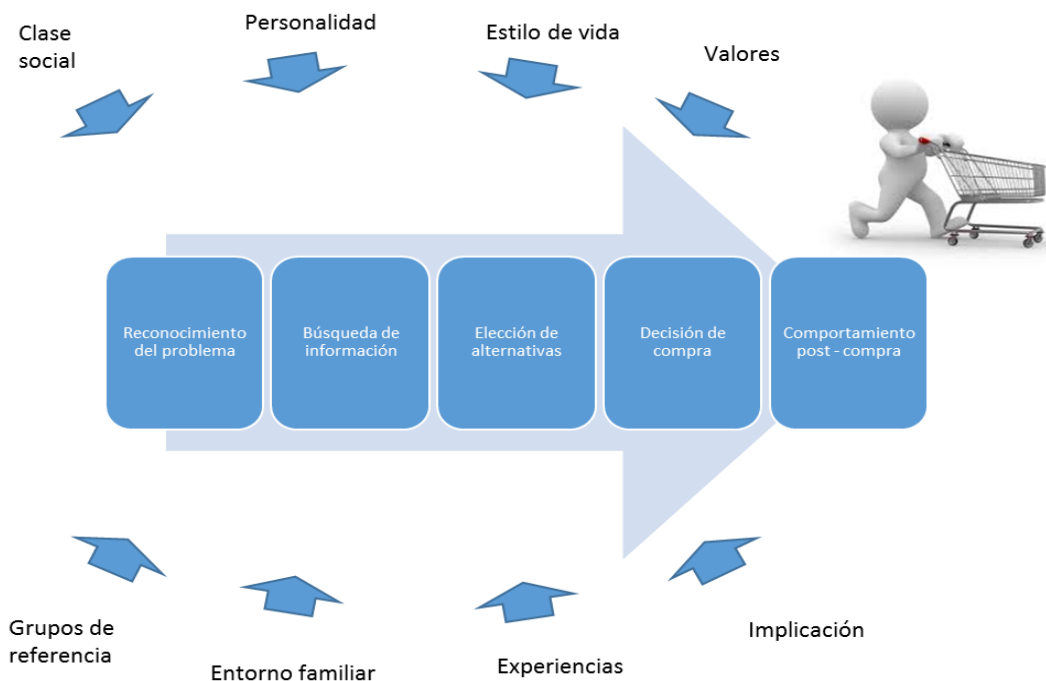 Clase
social
Personalidad
Estilo de vida
Valores
Reconocimiento
del problema
Búsqueda de
información
Elección de
alternativas
Decisión de
compra
Comportamiento
post - compra
Grupos de
referencia
Entorno familiar
Experiencias
Implicación